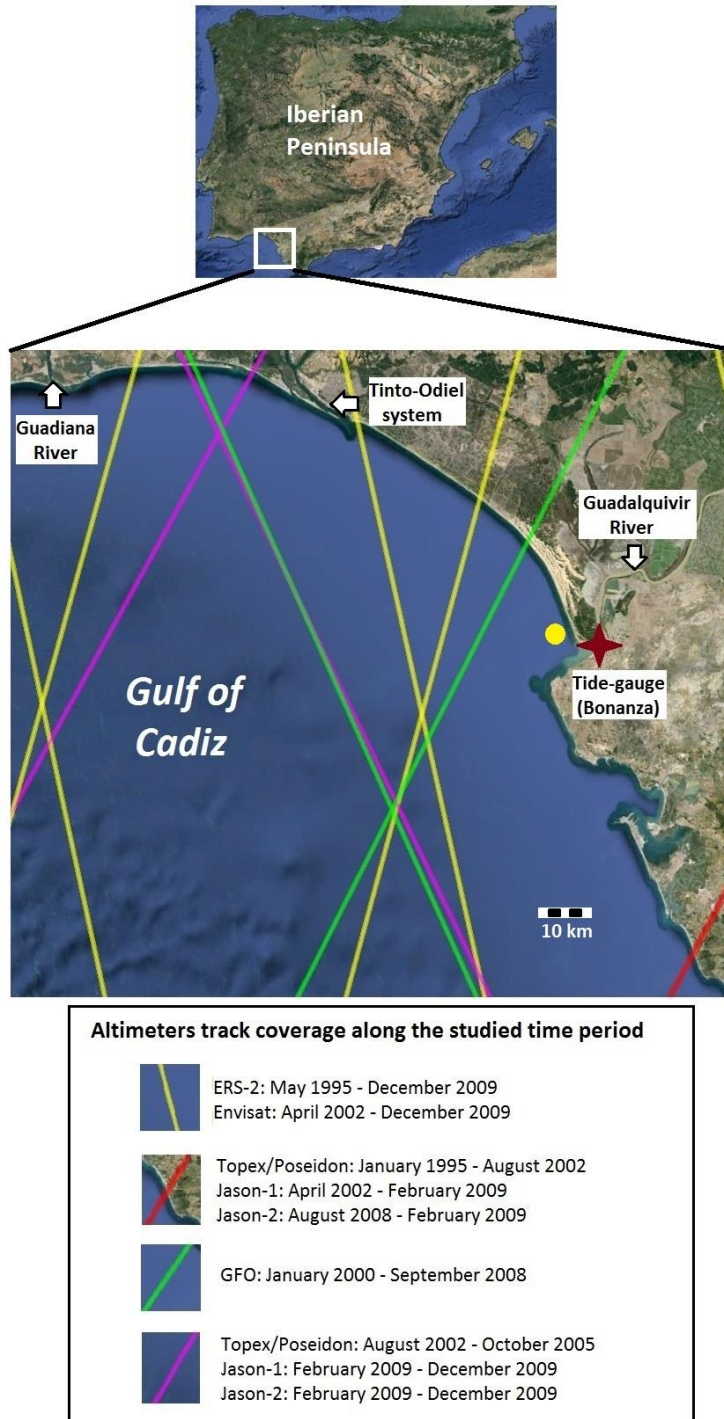 Iberian
Peninsula
Guadiana
River
Tinto-Odiel
system
Guadalquivir
River
Tide-gauge
(Bonanza)
Gulf of
Cadiz
10 km
Altimeters track coverage along the studied time period
ERS-2: May 1995 - December 2009
Envisat: April 2002 - December 2009
Topex/Poseidon: January 1995 - August 2002
Jason-1: April 2002 - February 2009
Jason-2: August 2008 - February 2009
GFO: January 2000 - September 2008
Topex/Poseidon: August 2002 - October 2005
Jason-1: February 2009 - December 2009
Jason-2: February 2009 - December 2009